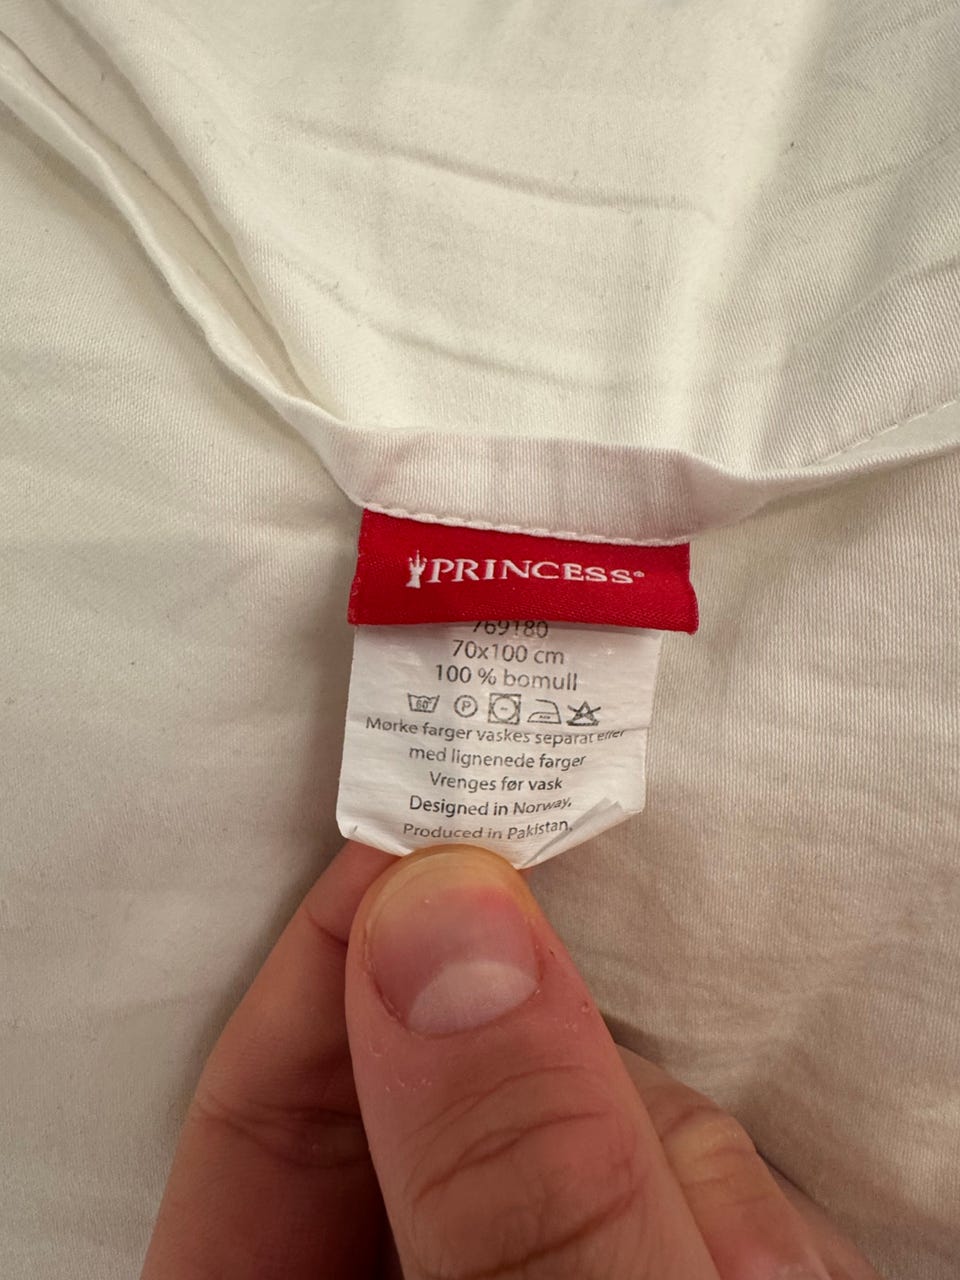 PRINCESS®
769180
70x100 cm
100 % bomull
60° P
Mørke farger vaskes separat eller
med lignenede farger
Vrenges før vask
Designed in Norway,
Produced in Pakistan,